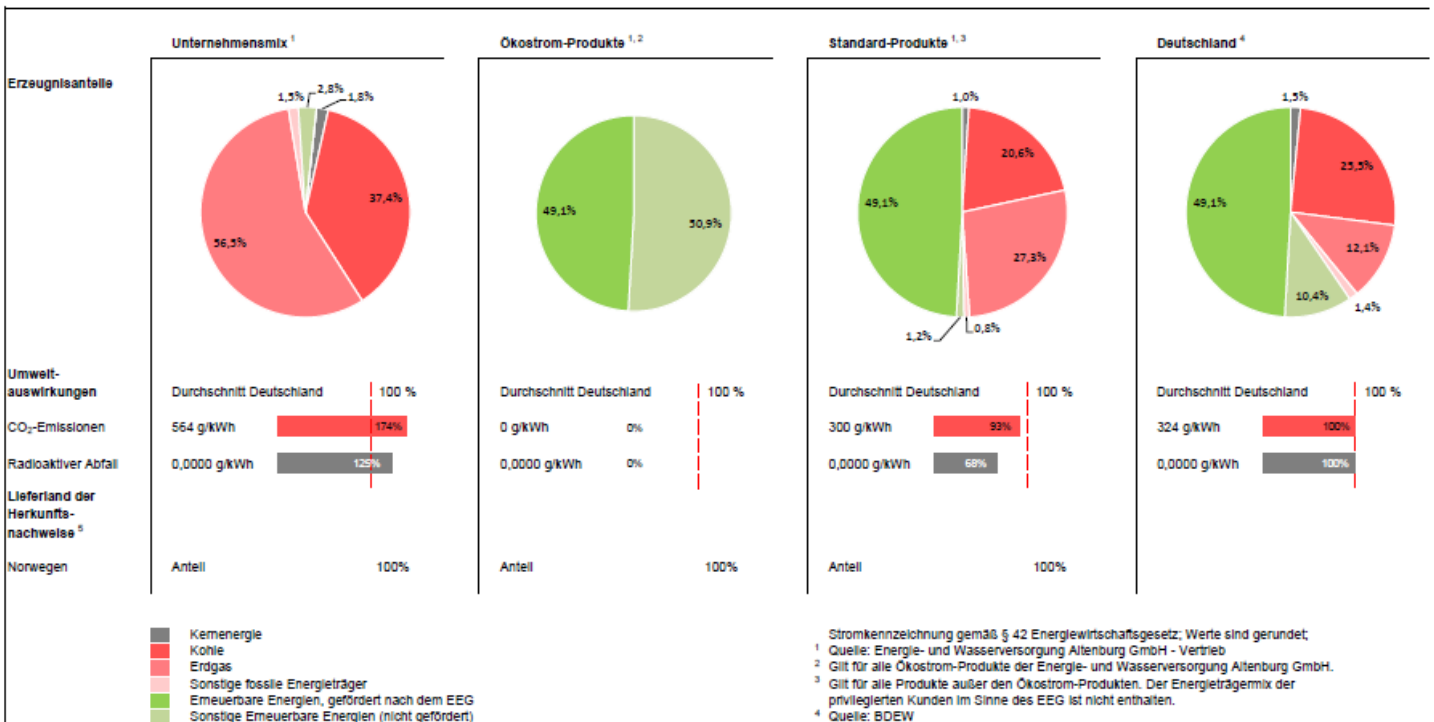 Unternehmensmix 1
Ökostrom-Produkte 1, 2
Standard-Produkte 1, 3
Deutschland 4
Erzeugnisanteile
1,5%
2,8%
1,8%
37,4%
56,5%
49,1%
50,9%
1,0%
20,6%
49,1%
27,3%
1,2%
0,8%
1,5%
25,5%
49,1%
12,1%
10,4%
1,4%
Umwelt-
auswirkungen
Durchschnitt Deutschland 100 %
Durchschnitt Deutschland 100 %
Durchschnitt Deutschland 100 %
Durchschnitt Deutschland 100 %
CO2-Emissionen
564 g/kWh 174%
0 g/kWh 0%
300 g/kWh 93%
324 g/kWh 100%
Radioaktiver Abfall
0,0000 g/kWh 125%
0,0000 g/kWh 0%
0,0000 g/kWh 68%
0,0000 g/kWh 100%
Lieferland der
Herkunfts-
nachweise 5
Norwegen
Anteil 100%
Anteil 100%
Anteil 100%
Kernenergie
Kohle
Erdgas
Sonstige fossile Energieträger
Erneuerbare Energien, gefördert nach dem EEG
Sonstige Erneuerbare Energien (nicht gefördert)
Stromkennzeichnung gemäß § 42 Energiewirtschaftsgesetz; Werte sind gerundet;
1 Quelle: Energie- und Wasserversorgung Altenburg GmbH - Vertrieb
2 Gilt für alle Ökostrom-Produkte der Energie- und Wasserversorgung Altenburg GmbH.
3 Gilt für alle Produkte außer den Ökostrom-Produkten. Der Energieträgermix der
privilegierten Kunden im Sinne des EEG ist nicht enthalten.
4 Quelle: BDEW